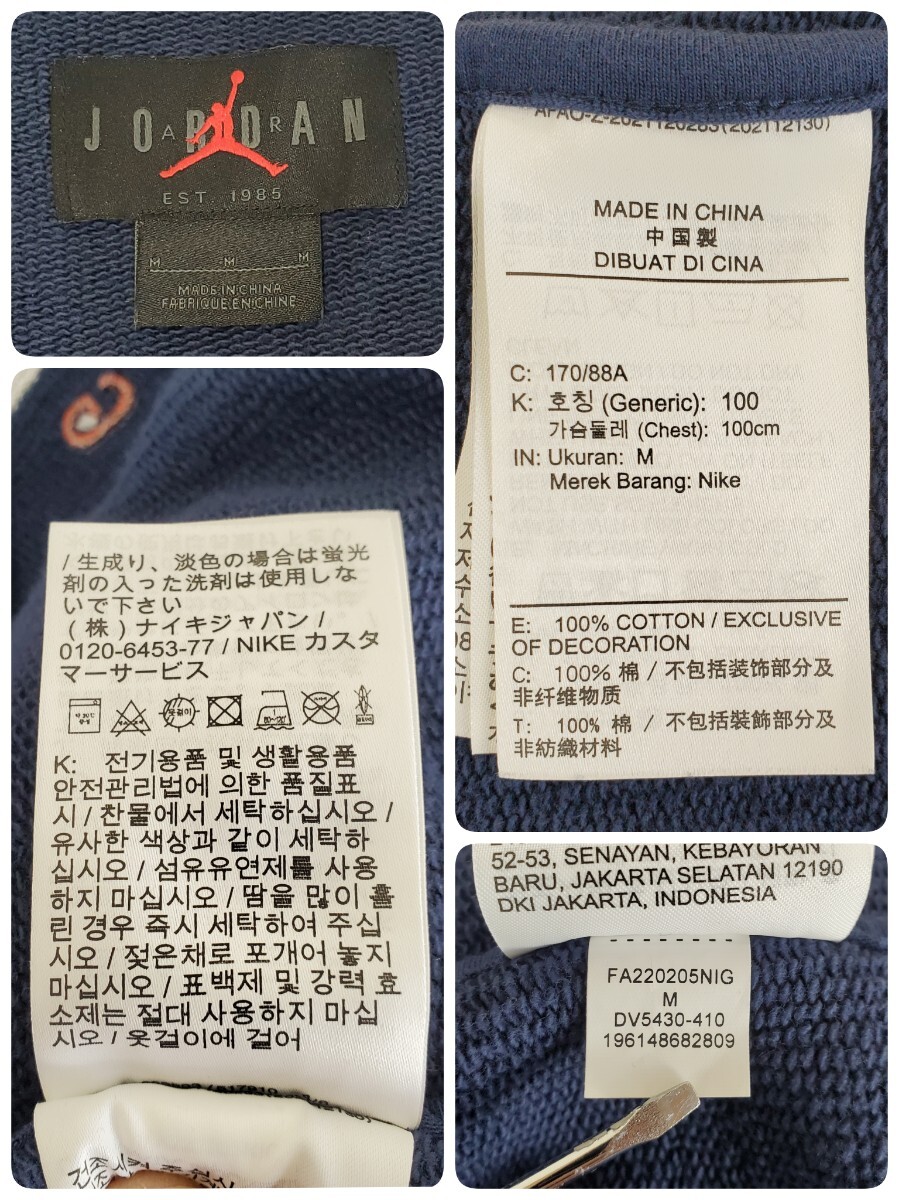 JORDAN
AIR
EST. 1985
M M M
MADE IN CHINA
FABRIQUE EN CHINE
MADE IN CHINA
中国製
DIBUAT DI CINA
C: 170/88A
K: 호칭 (Generic): 100
가슴둘레 (Chest): 100cm
IN: Ukuran: M
Merek Barang: Nike
E: 100% COTTON / EXCLUSIVE
OF DECORATION
C: 100% 棉 / 不包括装饰部分及
非纤维物质
T: 100% 棉 / 不包括裝飾部分及
非紡織材料
/ 生成り、淡色の場合は蛍光
剤の入った洗剤は使用しな
いで下さい
(株) ナイキジャパン /
0120-6453-77 / NIKE カスタ
マーサービス
K: 전기용품 및 생활용품
안전관리법에 의한 품질표
시 / 찬물에서 세탁하십시오 /
유사한 색상과 같이 세탁하
십시오 / 섬유유연제를 사용
하지 마십시오 / 땀을 많이 흘
린 경우 즉시 세탁하여 주십
시오 / 젖은채로 포개어 놓지
마십시오 / 표백제 및 강력 효
소제는 절대 사용하지 마십
시오 / 옷걸이에 걸어
52-53, SENAYAN, KEBAYORAN
BARU, JAKARTA SELATAN 12190
DKI JAKARTA, INDONESIA
FA220205NIG
M
DV5430-410
196148682809